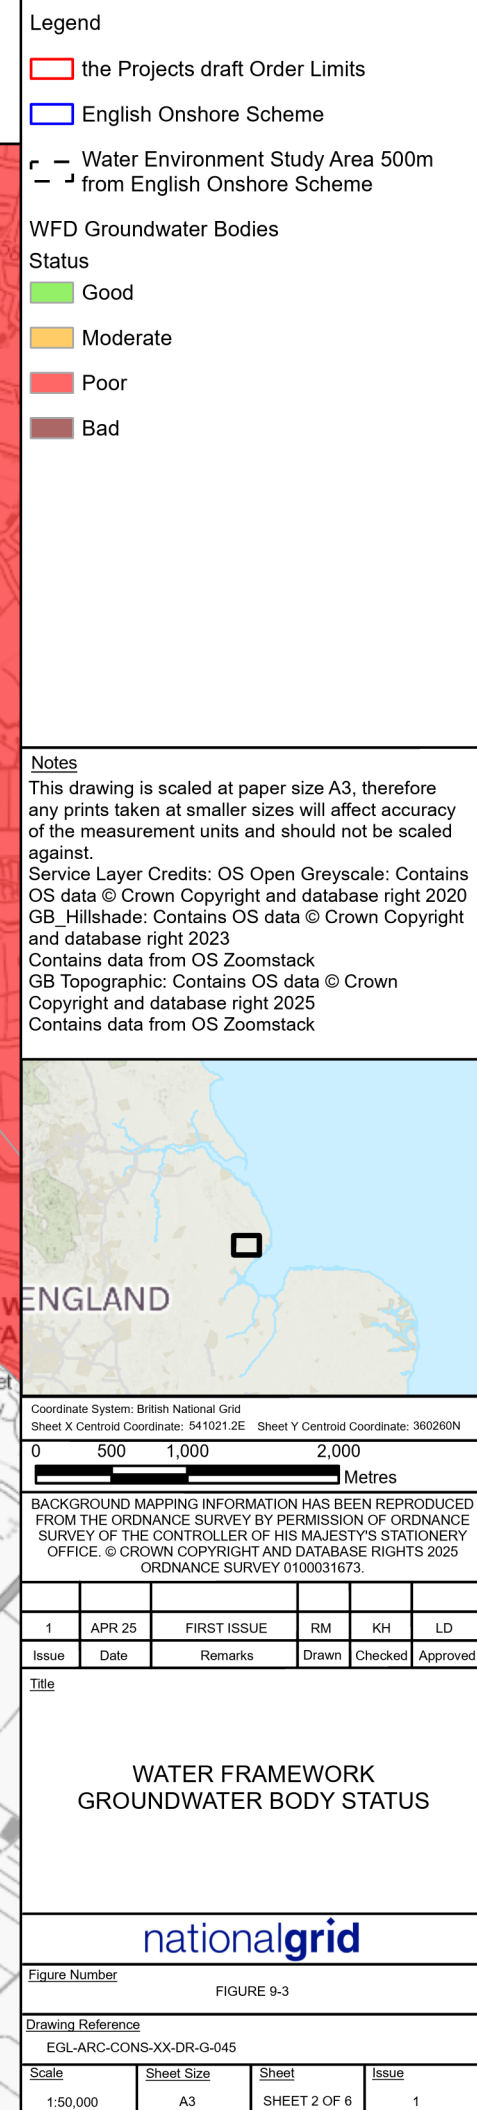 Legend
the Projects draft Order Limits
English Onshore Scheme
Water Environment Study Area 500m
from English Onshore Scheme
WFD Groundwater Bodies
Status
Good
Moderate
Poor
Bad
Notes
This drawing is scaled at paper size A3, therefore
any prints taken at smaller sizes will affect accuracy
of the measurement units and should not be scaled
against.
Service Layer Credits: OS Open Greyscale: Contains
OS data © Crown Copyright and database right 2020
GB_Hillshade: Contains OS data © Crown Copyright
and database right 2023
Contains data from OS Zoomstack
GB Topographic: Contains OS data © Crown
Copyright and database right 2025
Contains data from OS Zoomstack
ENGLAND
Coordinate System: British National Grid
Sheet X Centroid Coordinate: 541021.2E Sheet Y Centroid Coordinate: 360260N
0 500 1,000 2,000
Metres
BACKGROUND MAPPING INFORMATION HAS BEEN REPRODUCED
FROM THE ORDNANCE SURVEY BY PERMISSION OF ORDNANCE
SURVEY OF THE CONTROLLER OF HIS MAJESTY'S STATIONERY
OFFICE. © CROWN COPYRIGHT AND DATABASE RIGHTS 2025
ORDNANCE SURVEY 0100031673.
1 APR 25 FIRST ISSUE RM KH LD
Issue Date Remarks Drawn Checked Approved
Title
WATER FRAMEWORK
GROUNDWATER BODY STATUS
nationalgrid
Figure Number
FIGURE 9-3
Drawing Reference
EGL-ARC-CONS-XX-DR-G-045
Scale Sheet Size Sheet Issue
1:50,000 A3 SHEET 2 OF 6 1